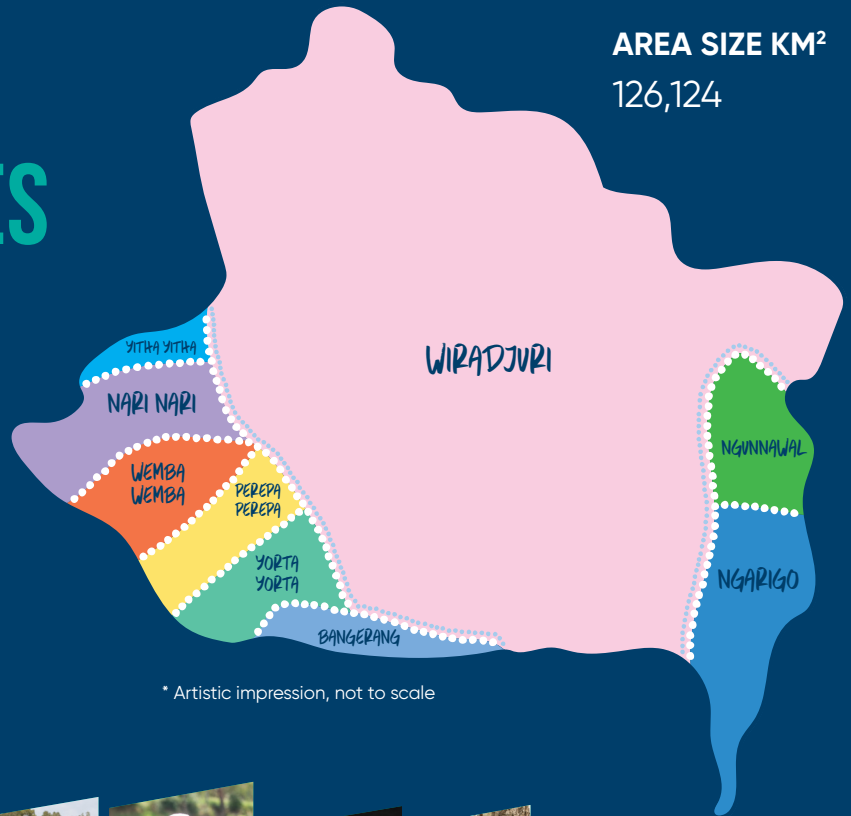 AREA SIZE KM²
126,124
ES
YITHA YITHA
NARI NARI
WIRADJURI
WEMBA
WEMBA
PEREPA
PEREPA
NGUNNAWAL
YORTA
YORTA
NGARIGO
BANGERANG
* Artistic impression, not to scale